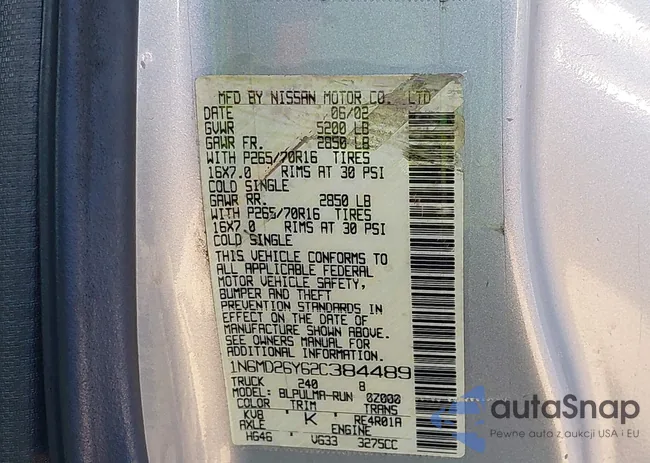 MFD BY NISSAN MOTOR CO. LTD
DATE 06/02
GVWR 5200 LB
GAWR FR. 2850 LB
WITH P265/70R16 TIRES
16X7.0 RIMS AT 30 PSI
COLD SINGLE
GAWR RR. 2850 LB
WITH P265/70R16 TIRES
16X7.0 RIMS AT 30 PSI
COLD SINGLE
THIS VEHICLE CONFORMS TO
ALL APPLICABLE FEDERAL
MOTOR VEHICLE SAFETY,
BUMPER AND THEFT
PREVENTION STANDARDS IN
EFFECT ON THE DATE OF
MANUFACTURE SHOWN ABOVE.
SEE OWNERS MANUAL FOR
ADDITIONAL INFORMATION.
1N6MD26Y62C384489
TRUCK 240 B
MODEL: BLPULMA-RUN 0Z000
COLOR TRIM TRANS
KV8 K RE4R01A
AXLE ENGINE
HG46 VG33 3275CC
autoSnap
Pewne auta z aukcji USA i EU